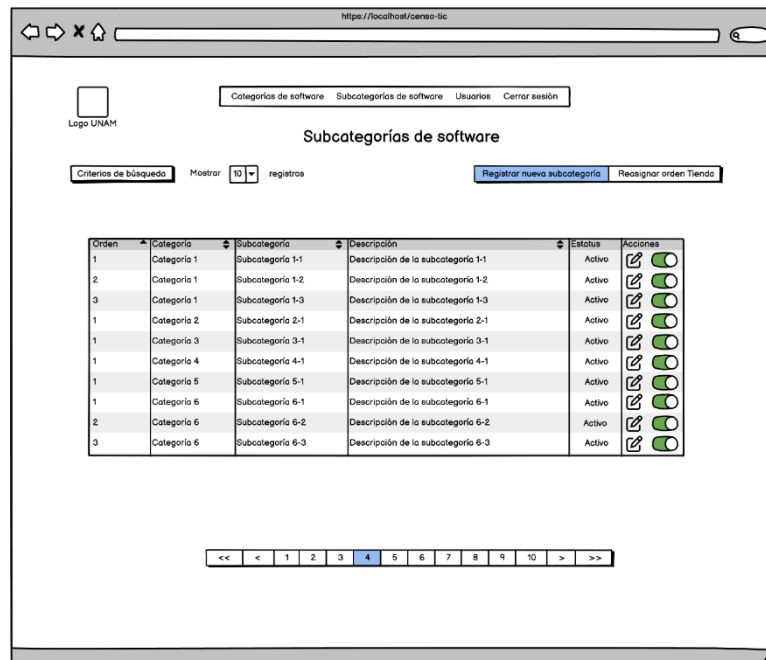 https://localhost/censo-tic
Categorías de software Subcategorías de software Usuarios Cerrar sesión
Logo UNAM
Subcategorías de software
Criterios de búsqueda Mostrar 10 registros Registrar nueva subcategoría Reasignar orden Tienda
Orden Categoría Subcategoría Descripción Estatus Acciones
1 Categoría 1 Subcategoría 1-1 Descripción de la subcategoría 1-1 Activo
2 Categoría 1 Subcategoría 1-2 Descripción de la subcategoría 1-2 Activo
3 Categoría 1 Subcategoría 1-3 Descripción de la subcategoría 1-3 Activo
1 Categoría 2 Subcategoría 2-1 Descripción de la subcategoría 2-1 Activo
1 Categoría 3 Subcategoría 3-1 Descripción de la subcategoría 3-1 Activo
1 Categoría 4 Subcategoría 4-1 Descripción de la subcategoría 4-1 Activo
1 Categoría 5 Subcategoría 5-1 Descripción de la subcategoría 5-1 Activo
1 Categoría 6 Subcategoría 6-1 Descripción de la subcategoría 6-1 Activo
2 Categoría 6 Subcategoría 6-2 Descripción de la subcategoría 6-2 Activo
3 Categoría 6 Subcategoría 6-3 Descripción de la subcategoría 6-3 Activo
<< < 1 2 3 4 5 6 7 8 9 10 > >>